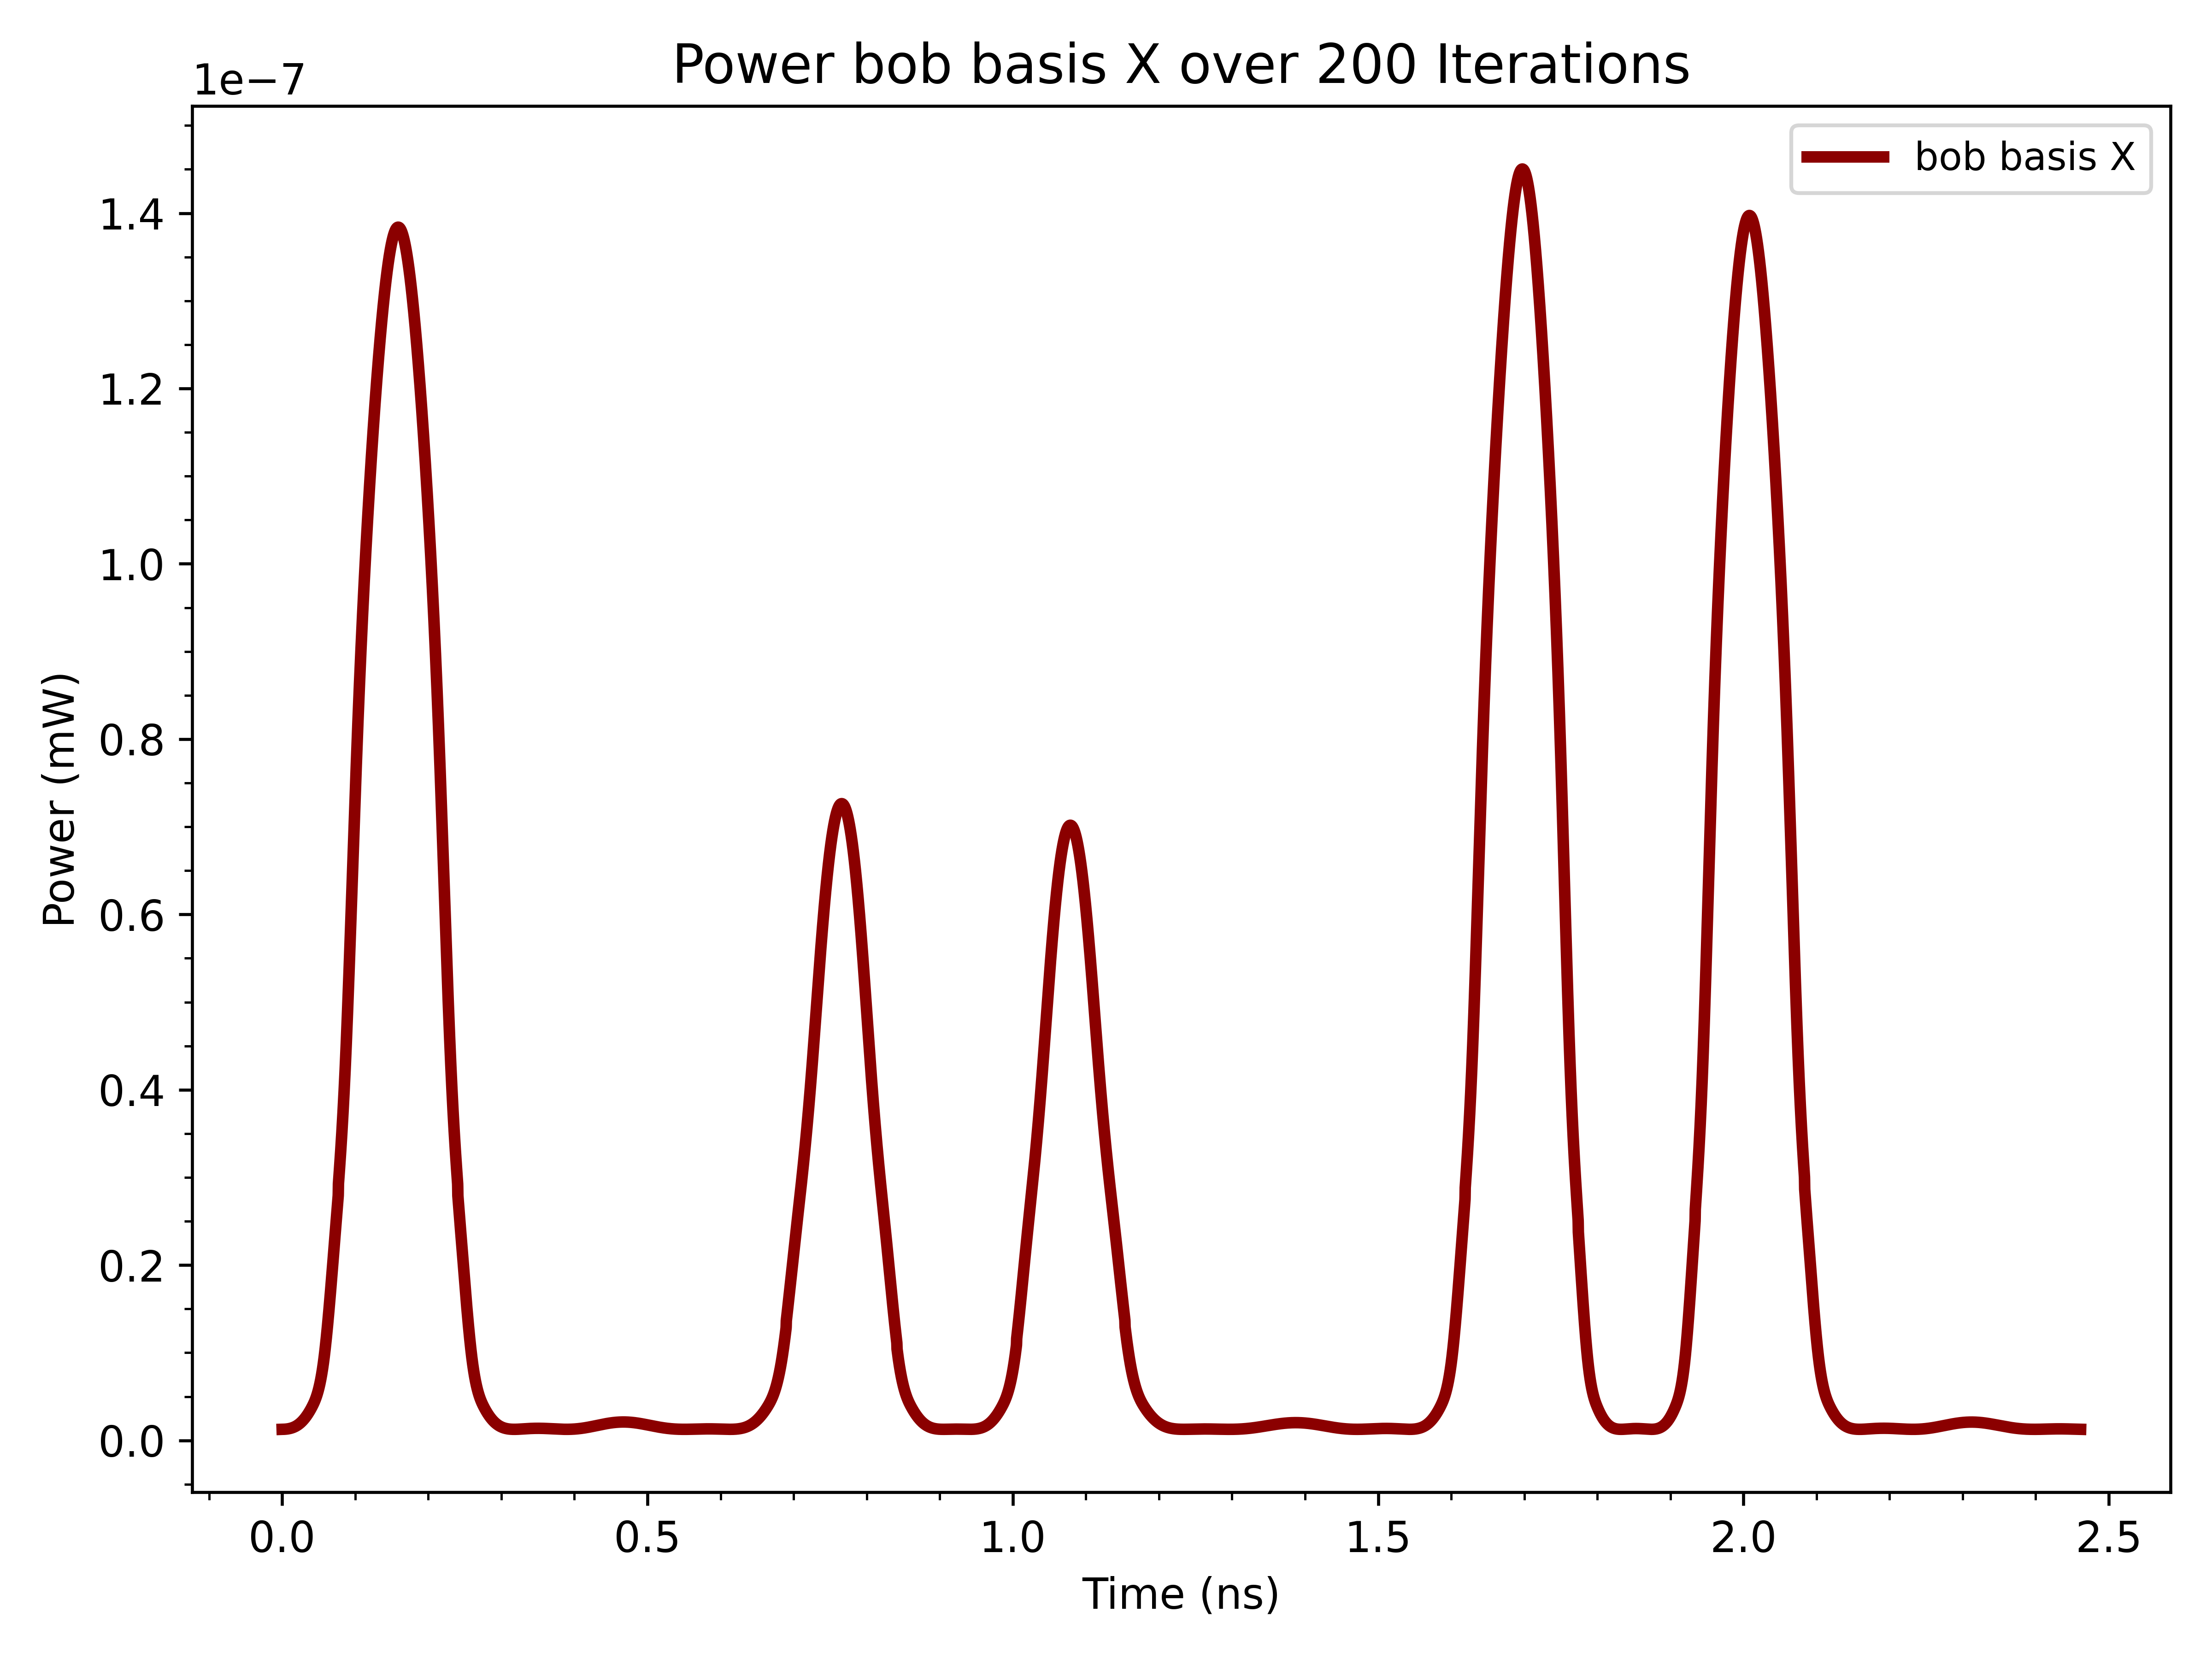 Power bob basis X over 200 Iterations
1e−7
bob basis X
1.4
1.2
1.0
0.8
0.6
0.4
0.2
0.0
Power (mW)
0.0 0.5 1.0 1.5 2.0 2.5
Time (ns)